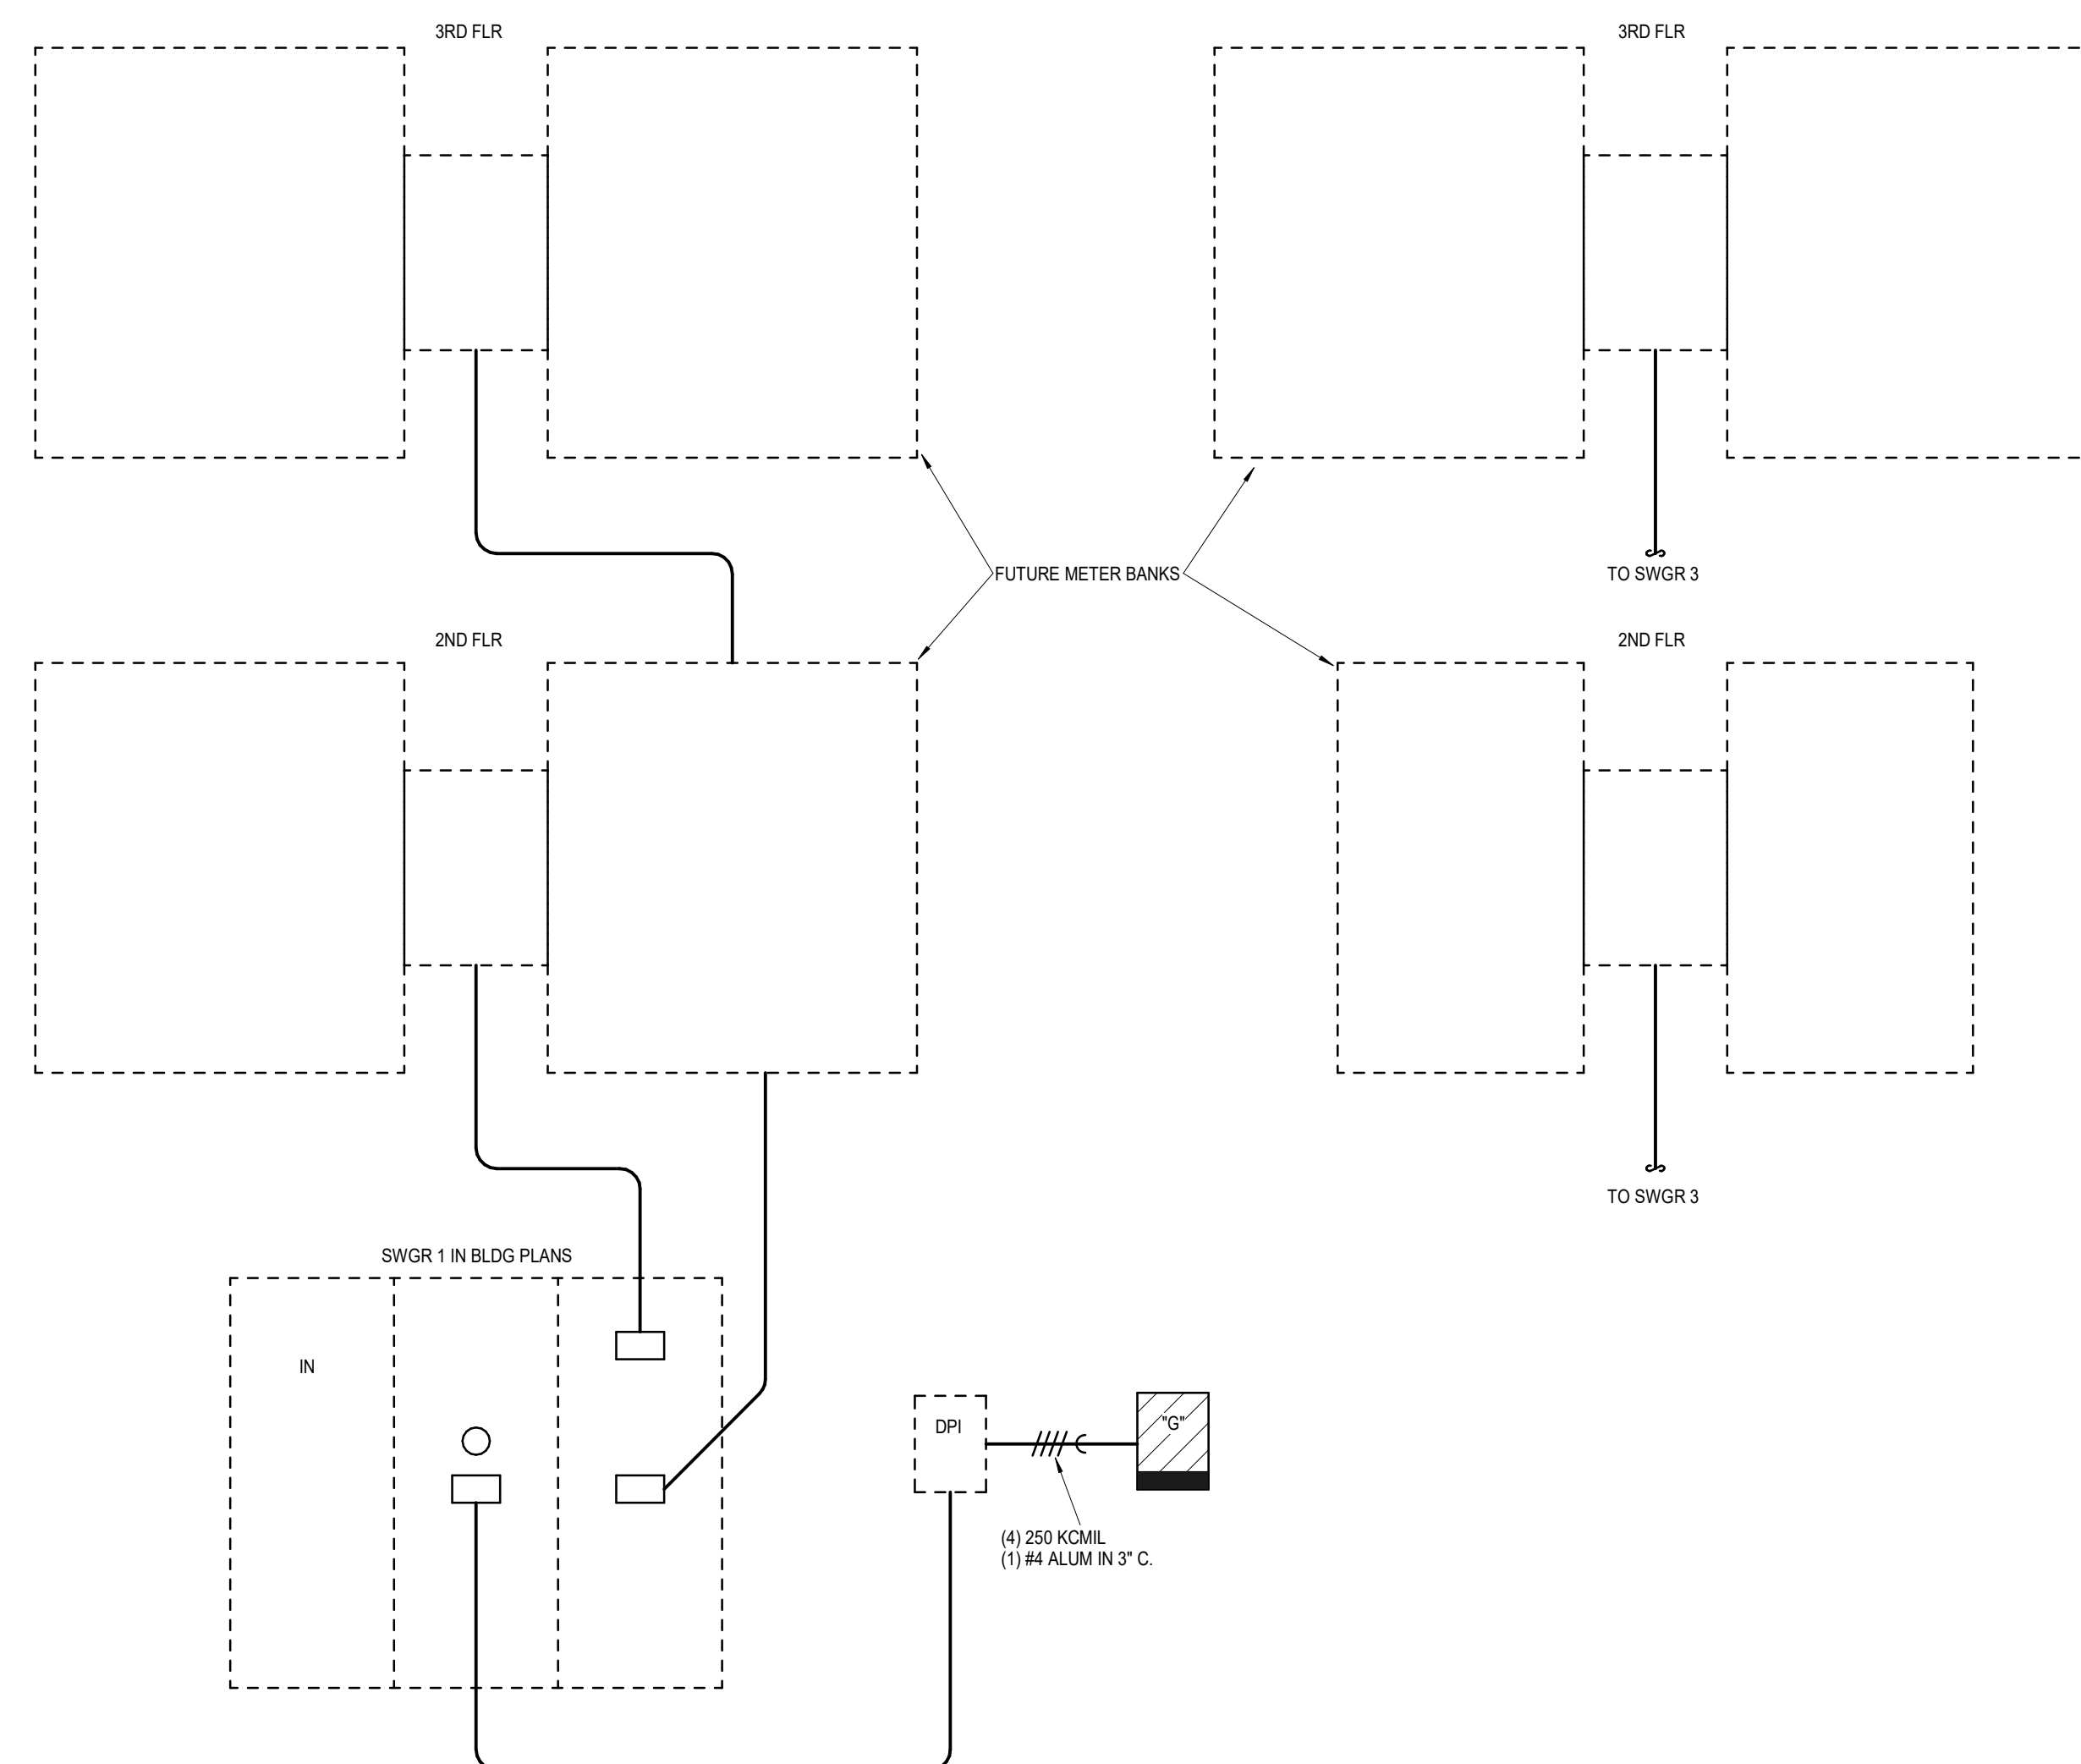 3RD FLR
3RD FLR
FUTURE METER BANKS
TO SWGR 3
2ND FLR
2ND FLR
TO SWGR 3
SWGR 1 IN BLDG PLANS
IN
DPI
"G"
(4) 250 KCMIL
(1) #4 ALUM IN 3" C.